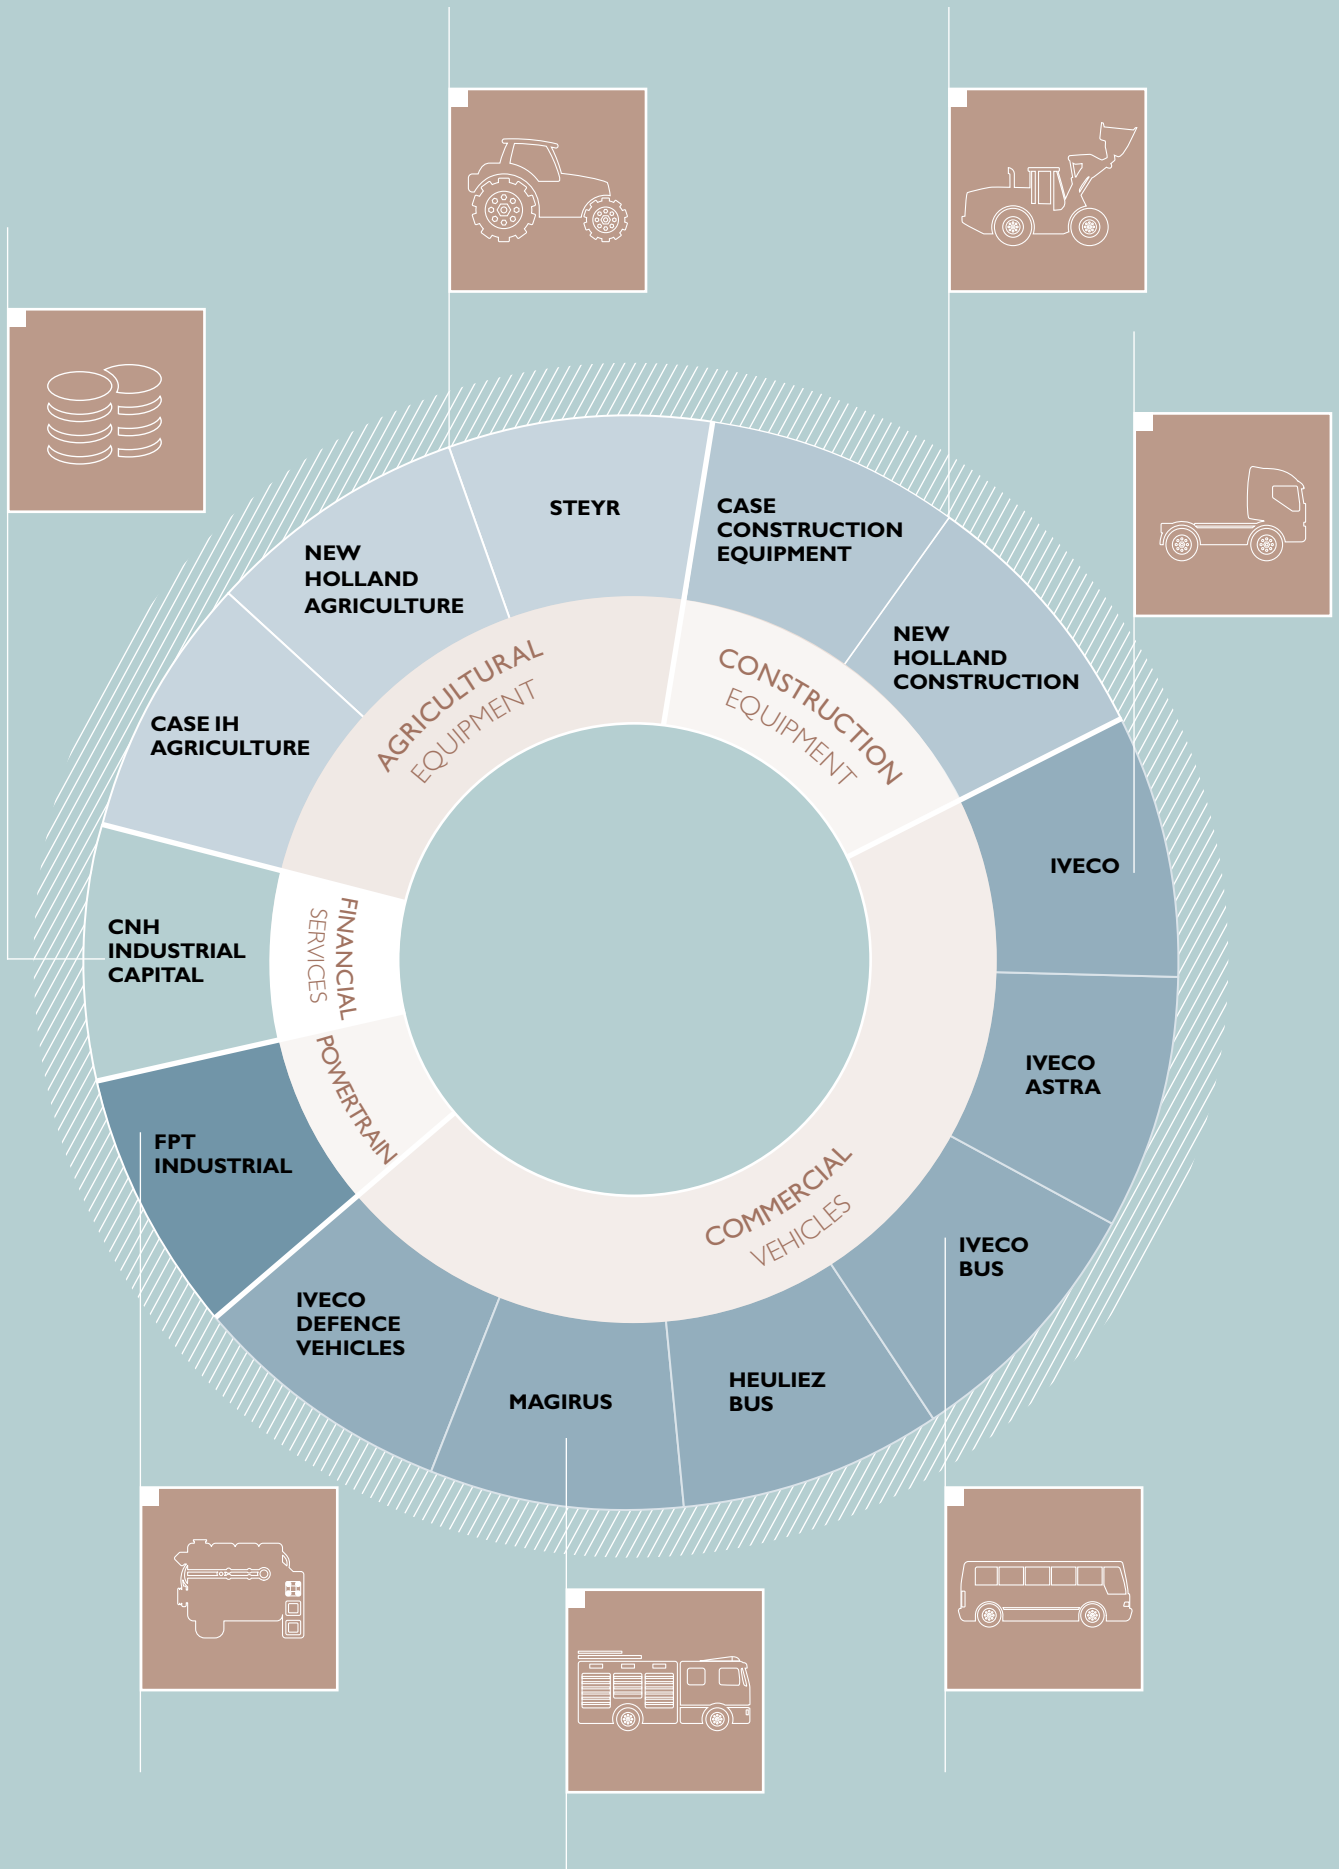 STEYR
CASE
CONSTRUCTION
EQUIPMENT
NEW
HOLLAND
AGRICULTURE
NEW
HOLLAND
CONSTRUCTION
CASE IH
AGRICULTURE
AGRICULTURAL
EQUIPMENT
CONSTRUCTION
EQUIPMENT
IVECO
CNH
INDUSTRIAL
CAPITAL
FINANCIAL
SERVICES
POWERTRAIN
IVECO
ASTRA
FPT
INDUSTRIAL
COMMERCIAL
VEHICLES
IVECO
BUS
IVECO
DEFENCE
VEHICLES
MAGIRUS
HEULIEZ
BUS